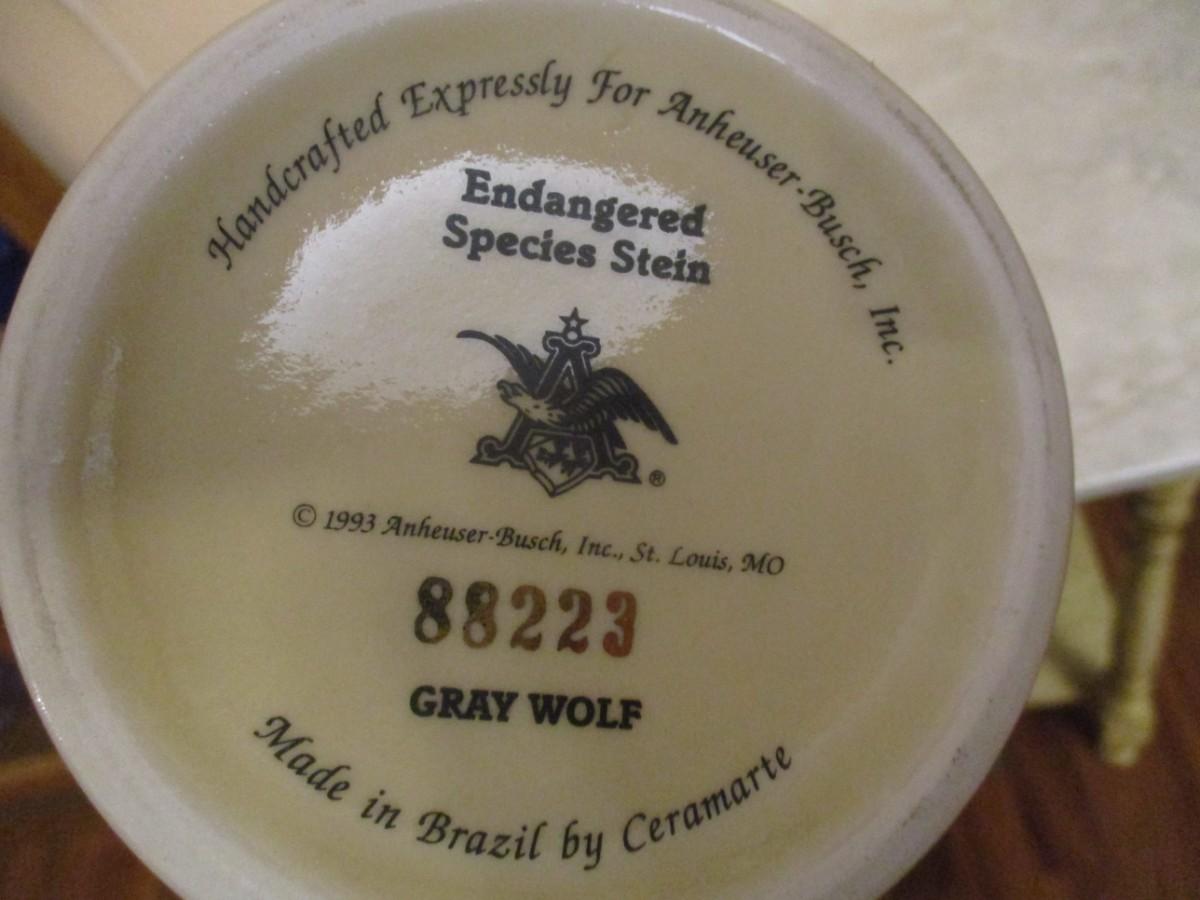 Handcrafted Expressly For Anheuser-Busch, Inc.
Endangered
Species Stein
A
®
© 1993 Anheuser-Busch, Inc., St. Louis, MO
88223
GRAY WOLF
Made in Brazil by Ceramarte